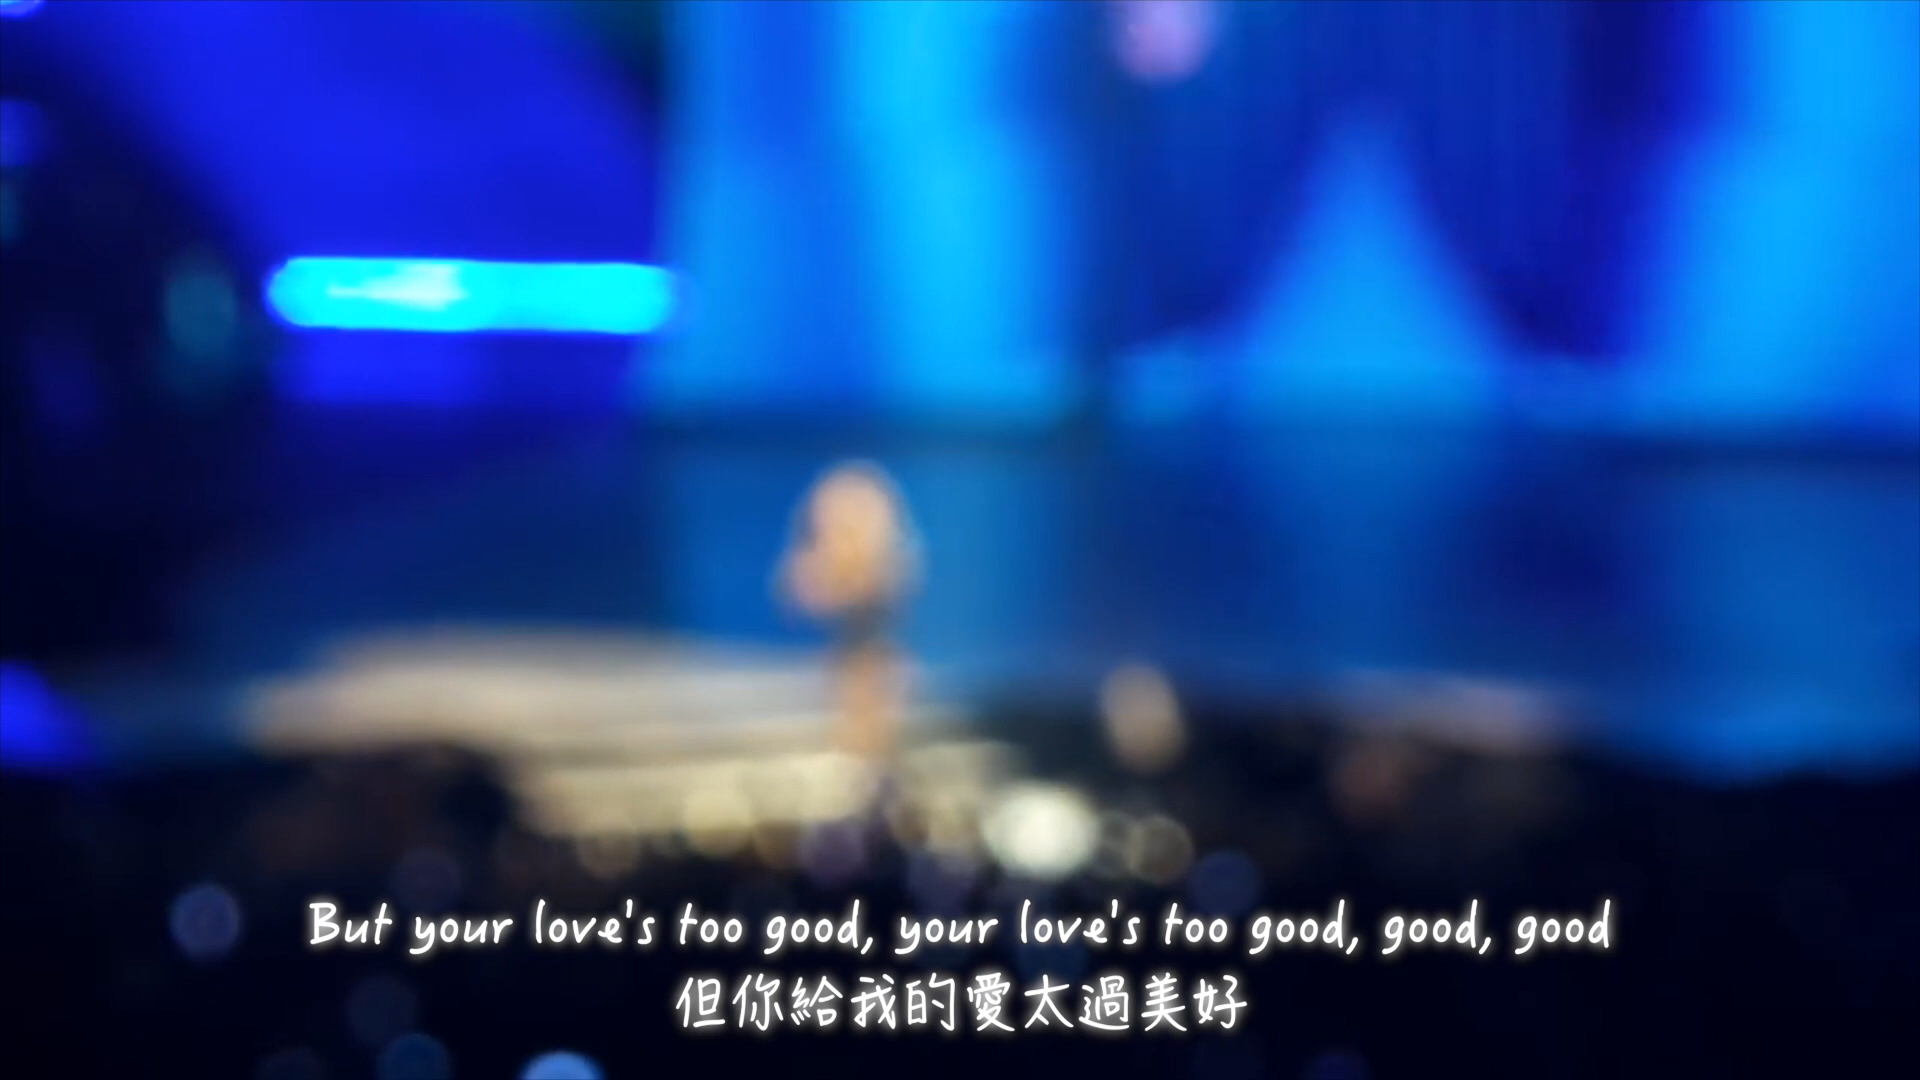 But your love's too good, your love's too good, good, good
但你給我的愛太過美好